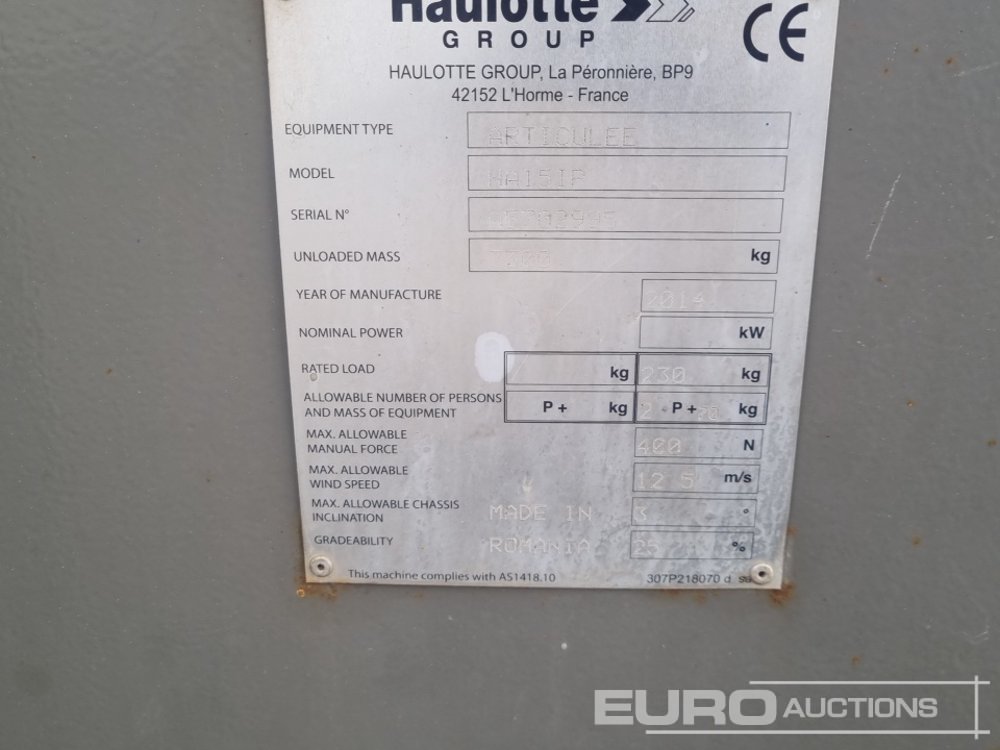 Haulotte
GROUP
CE
HAULOTTE GROUP, La Péronnière, BP9
42152 L'Horme - France
EQUIPMENT TYPE ARTICULEE
MODEL HA15IP
SERIAL N°
UNLOADED MASS kg
YEAR OF MANUFACTURE 2014
NOMINAL POWER kW
RATED LOAD kg 230 kg
ALLOWABLE NUMBER OF PERSONS
AND MASS OF EQUIPMENT P+ kg 2 P+ 70 kg
MAX. ALLOWABLE
MANUAL FORCE 400 N
MAX. ALLOWABLE
WIND SPEED 12 5 m/s
MAX. ALLOWABLE CHASSIS
INCLINATION MADE IN 3 °
GRADEABILITY ROMANIA 25 %
This machine complies with AS1418.10 307P218070 d
EURO AUCTIONS